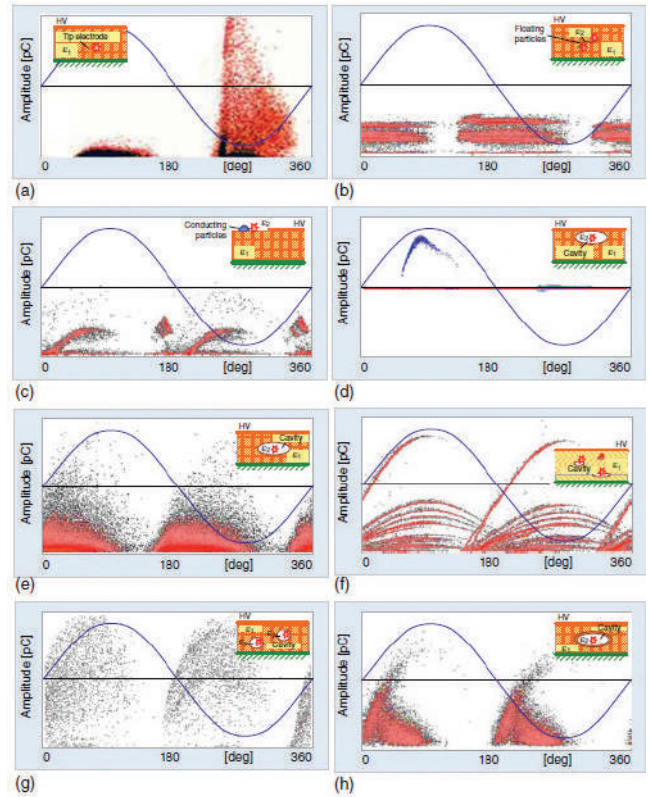 HV
Tip electrode
ε1
Amplitude [pC]
0 180 [deg] 360
(a)
HV
Floating
particles
ε2
ε1
Amplitude [pC]
0 180 [deg] 360
(b)
Conducting
particles
ε2
HV
ε1
Amplitude [pC]
0 180 [deg] 360
(c)
HV
ε2
Cavity
ε1
Amplitude [pC]
0 180 [deg] 360
(d)
HV
Cavity
ε2
ε1
Amplitude [pC]
0 180 [deg] 360
(e)
HV
Cavity
ε1
Amplitude [pC]
0 180 [deg] 360
(f)
HV
ε1
Cavity
Amplitude [pC]
0 180 [deg] 360
(g)
HV
Cavity
ε2
ε1
Amplitude [pC]
0 180 [deg] 360
(h)